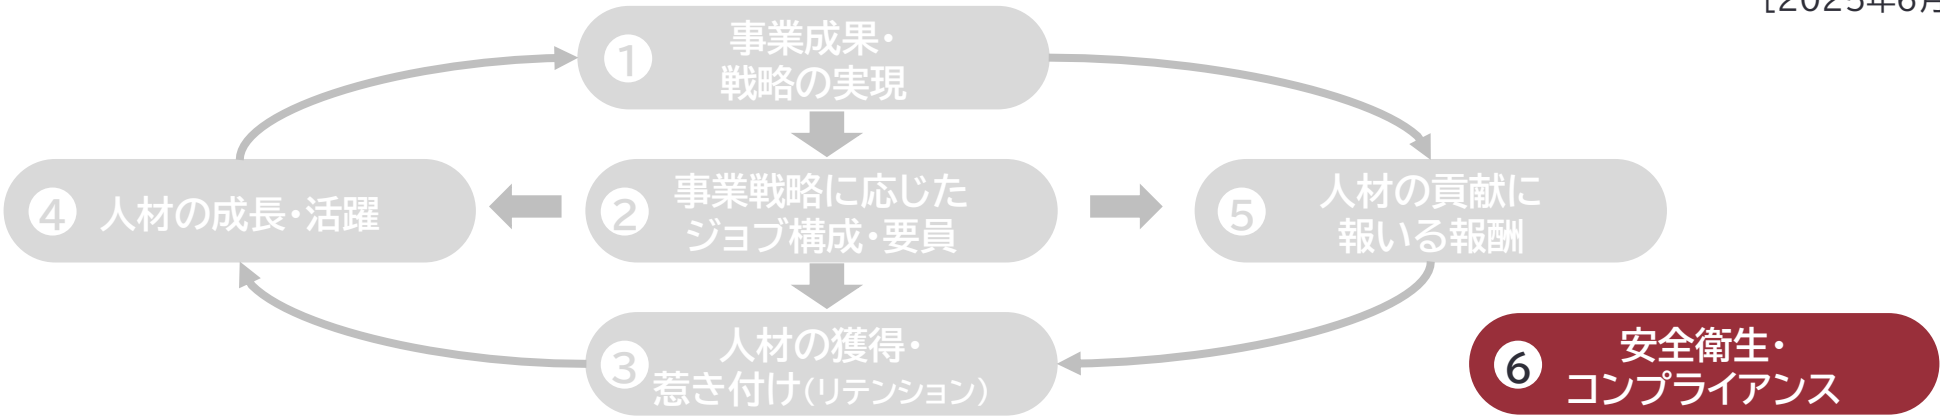 [2025年6月
1 事業成果・
戦略の実現
4 人材の成長・活躍
2 事業戦略に応じた
ジョブ構成・要員
5 人材の貢献に
報いる報酬
3 人材の獲得・
惹き付け(リテンション)
6 安全衛生・
コンプライアンス